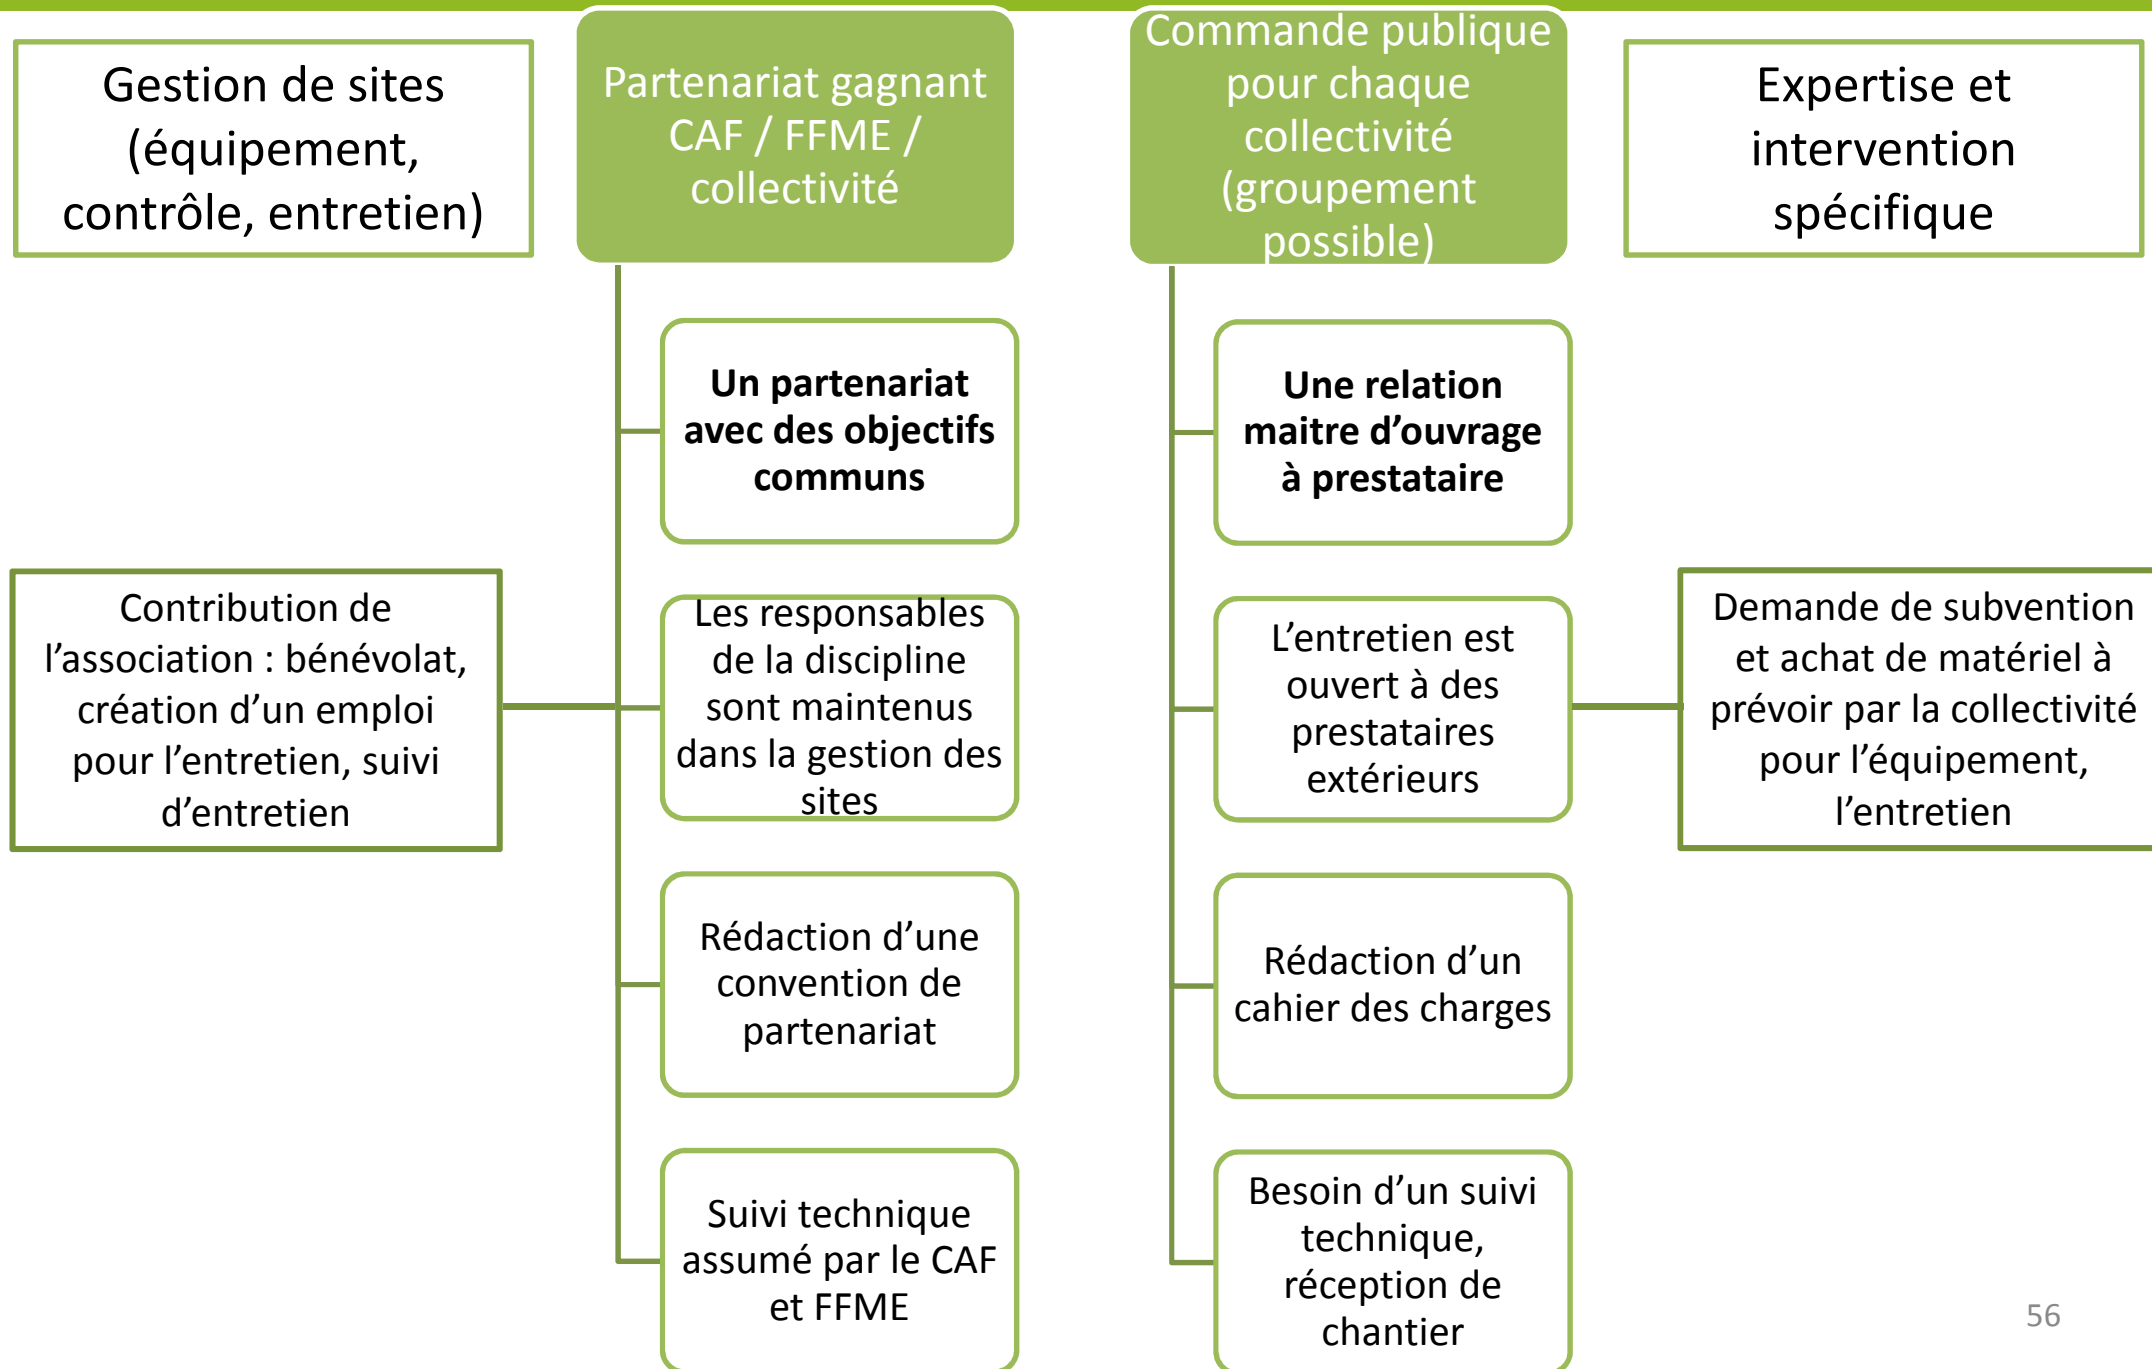 Gestion de sites
(équipement,
contrôle, entretien)
Partenariat gagnant
CAF / FFME /
collectivité
Commande publique
pour chaque
collectivité
(groupement
possible)
Expertise et
intervention
spécifique
Un partenariat
avec des objectifs
communs
Une relation
maitre d’ouvrage
à prestataire
Contribution de
l’association : bénévolat,
création d’un emploi
pour l’entretien, suivi
d’entretien
Les responsables
de la discipline
sont maintenus
dans la gestion des
sites
L’entretien est
ouvert à des
prestataires
extérieurs
Demande de subvention
et achat de matériel à
prévoir par la collectivité
pour l’équipement,
l’entretien
Rédaction d’une
convention de
partenariat
Rédaction d’un
cahier des charges
Suivi technique
assumé par le CAF
et FFME
Besoin d’un suivi
technique,
réception de
chantier
56